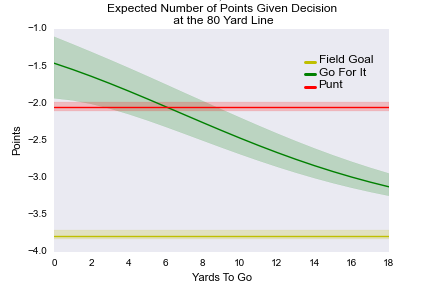 Expected Number of Points Given Decision
at the 80 Yard Line
−1.0
−1.5
−2.0
−2.5
−3.0
−3.5
−4.0
Points
Field Goal
Go For It
Punt
0 2 4 6 8 10 12 14 16 18
Yards To Go